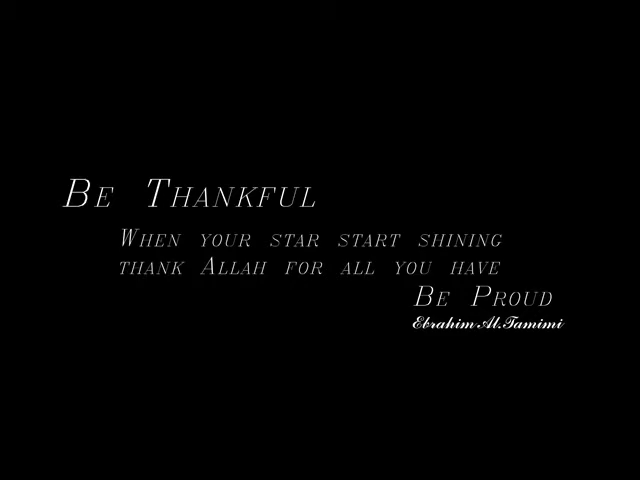 Be Thankful
When your star start shining
thank Allah for all you have
Be Proud
Ebrahim Al.Tamimi